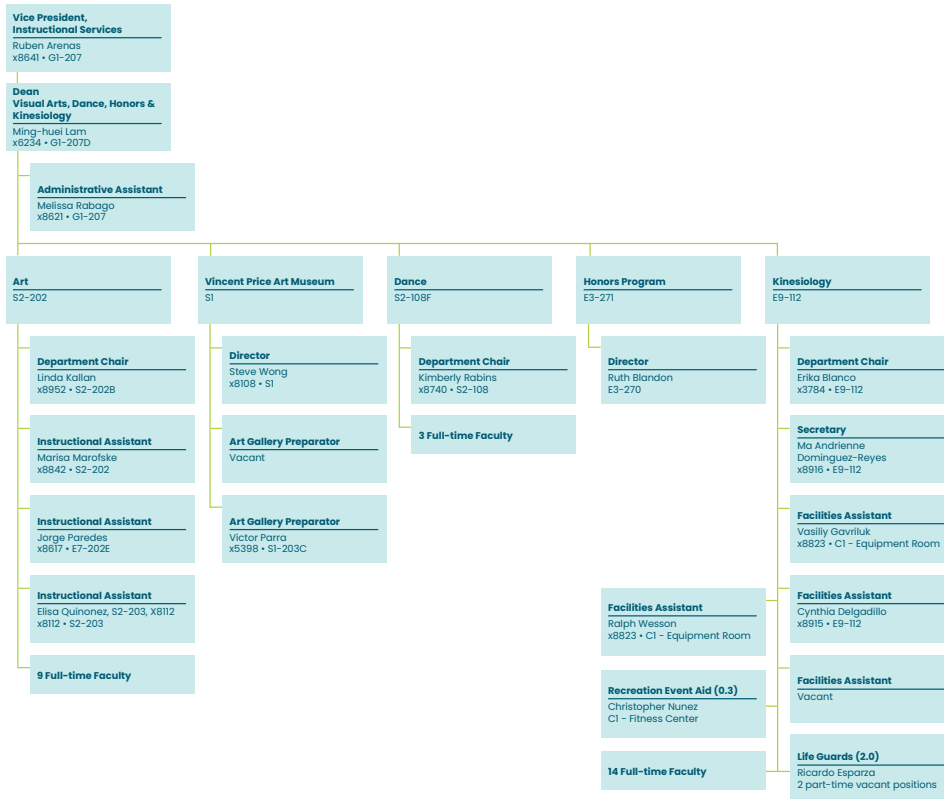 Vice President,
Instructional Services
Ruben Arenas
x8641 • G1-207
Dean
Visual Arts, Dance, Honors &
Kinesiology
Ming-huei Lam
x6234 • G1-207D
Administrative Assistant
Melissa Rabago
x8621 • G1-207
Art
S2-202
Department Chair
Linda Kallan
x8952 • S2-202B
Instructional Assistant
Marisa Marofske
x8842 • S2-202
Instructional Assistant
Jorge Paredes
x8617 • E7-202E
Instructional Assistant
Elisa Quinonez, S2-203, X8112
x8112 • S2-203
9 Full-time Faculty
Vincent Price Art Museum
S1
Director
Steve Wong
x8108 • S1
Art Gallery Preparator
Vacant
Art Gallery Preparator
Victor Parra
x5398 • S1-203C
Dance
S2-108F
Department Chair
Kimberly Rabins
x8740 • S2-108
3 Full-time Faculty
Honors Program
E3-271
Director
Ruth Blandon
E3-270
Kinesiology
E9-112
Department Chair
Erika Blanco
x3784 • E9-112
Secretary
Ma Andrienne
Dominguez-Reyes
x8916 • E9-112
Facilities Assistant
Vasiliy Gavriluk
x8823 • C1 - Equipment Room
Facilities Assistant
Cynthia Delgadillo
x8915 • E9-112
Facilities Assistant
Vacant
Life Guards (2.0)
Ricardo Esparza
2 part-time vacant positions
Facilities Assistant
Ralph Wesson
x8823 • C1 - Equipment Room
Recreation Event Aid (0.3)
Christopher Nunez
C1 - Fitness Center
14 Full-time Faculty